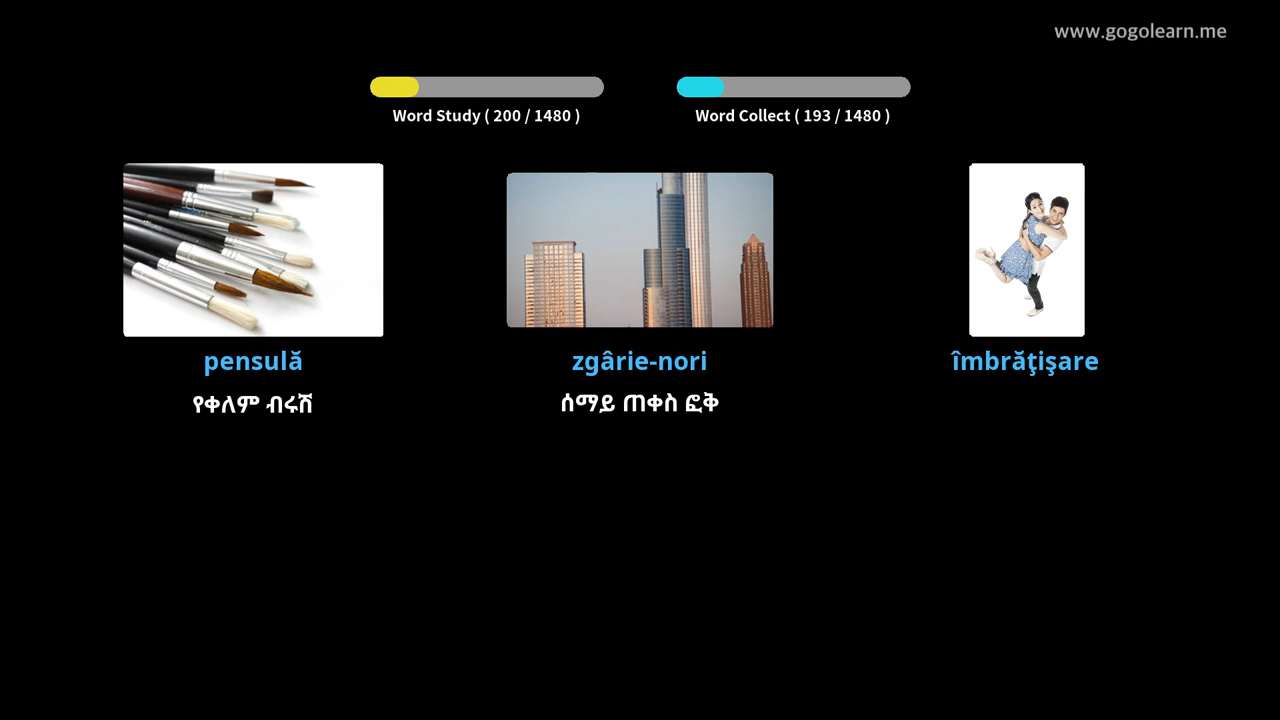 www.gogolearn.me
Word Study ( 200 / 1480 )
Word Collect ( 193 / 1480 )
pensulă
zgârie-nori
îmbrăţişare
የቀለም ብሩሽ
ሰማይ ጠቀስ ፎቅ